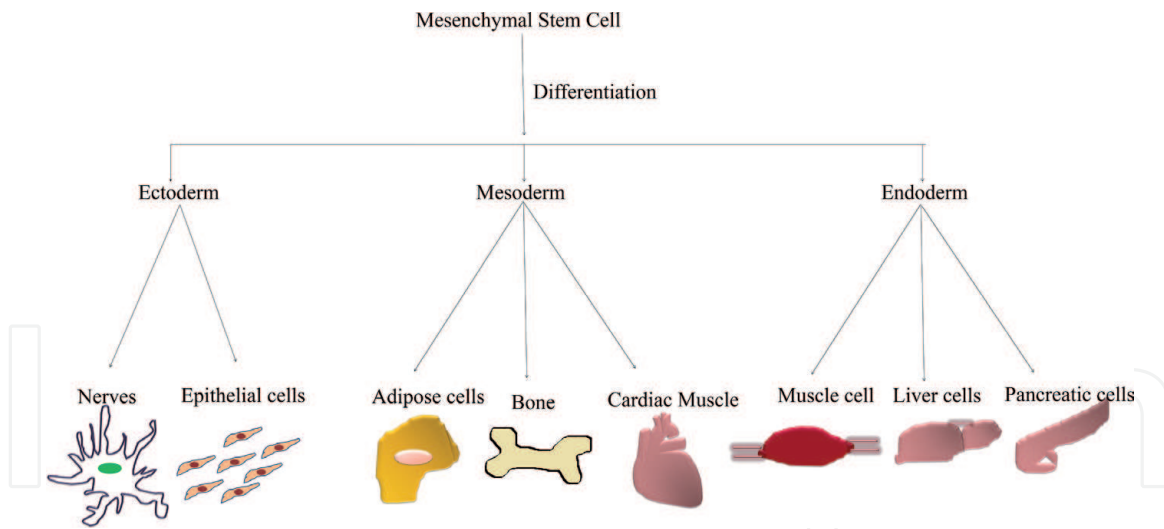 Mesenchymal Stem Cell
Differentiation
Ectoderm
Mesoderm
Endoderm
Nerves
Epithelial cells
Adipose cells
Bone
Cardiac Muscle
Muscle cell
Liver cells
Pancreatic cells